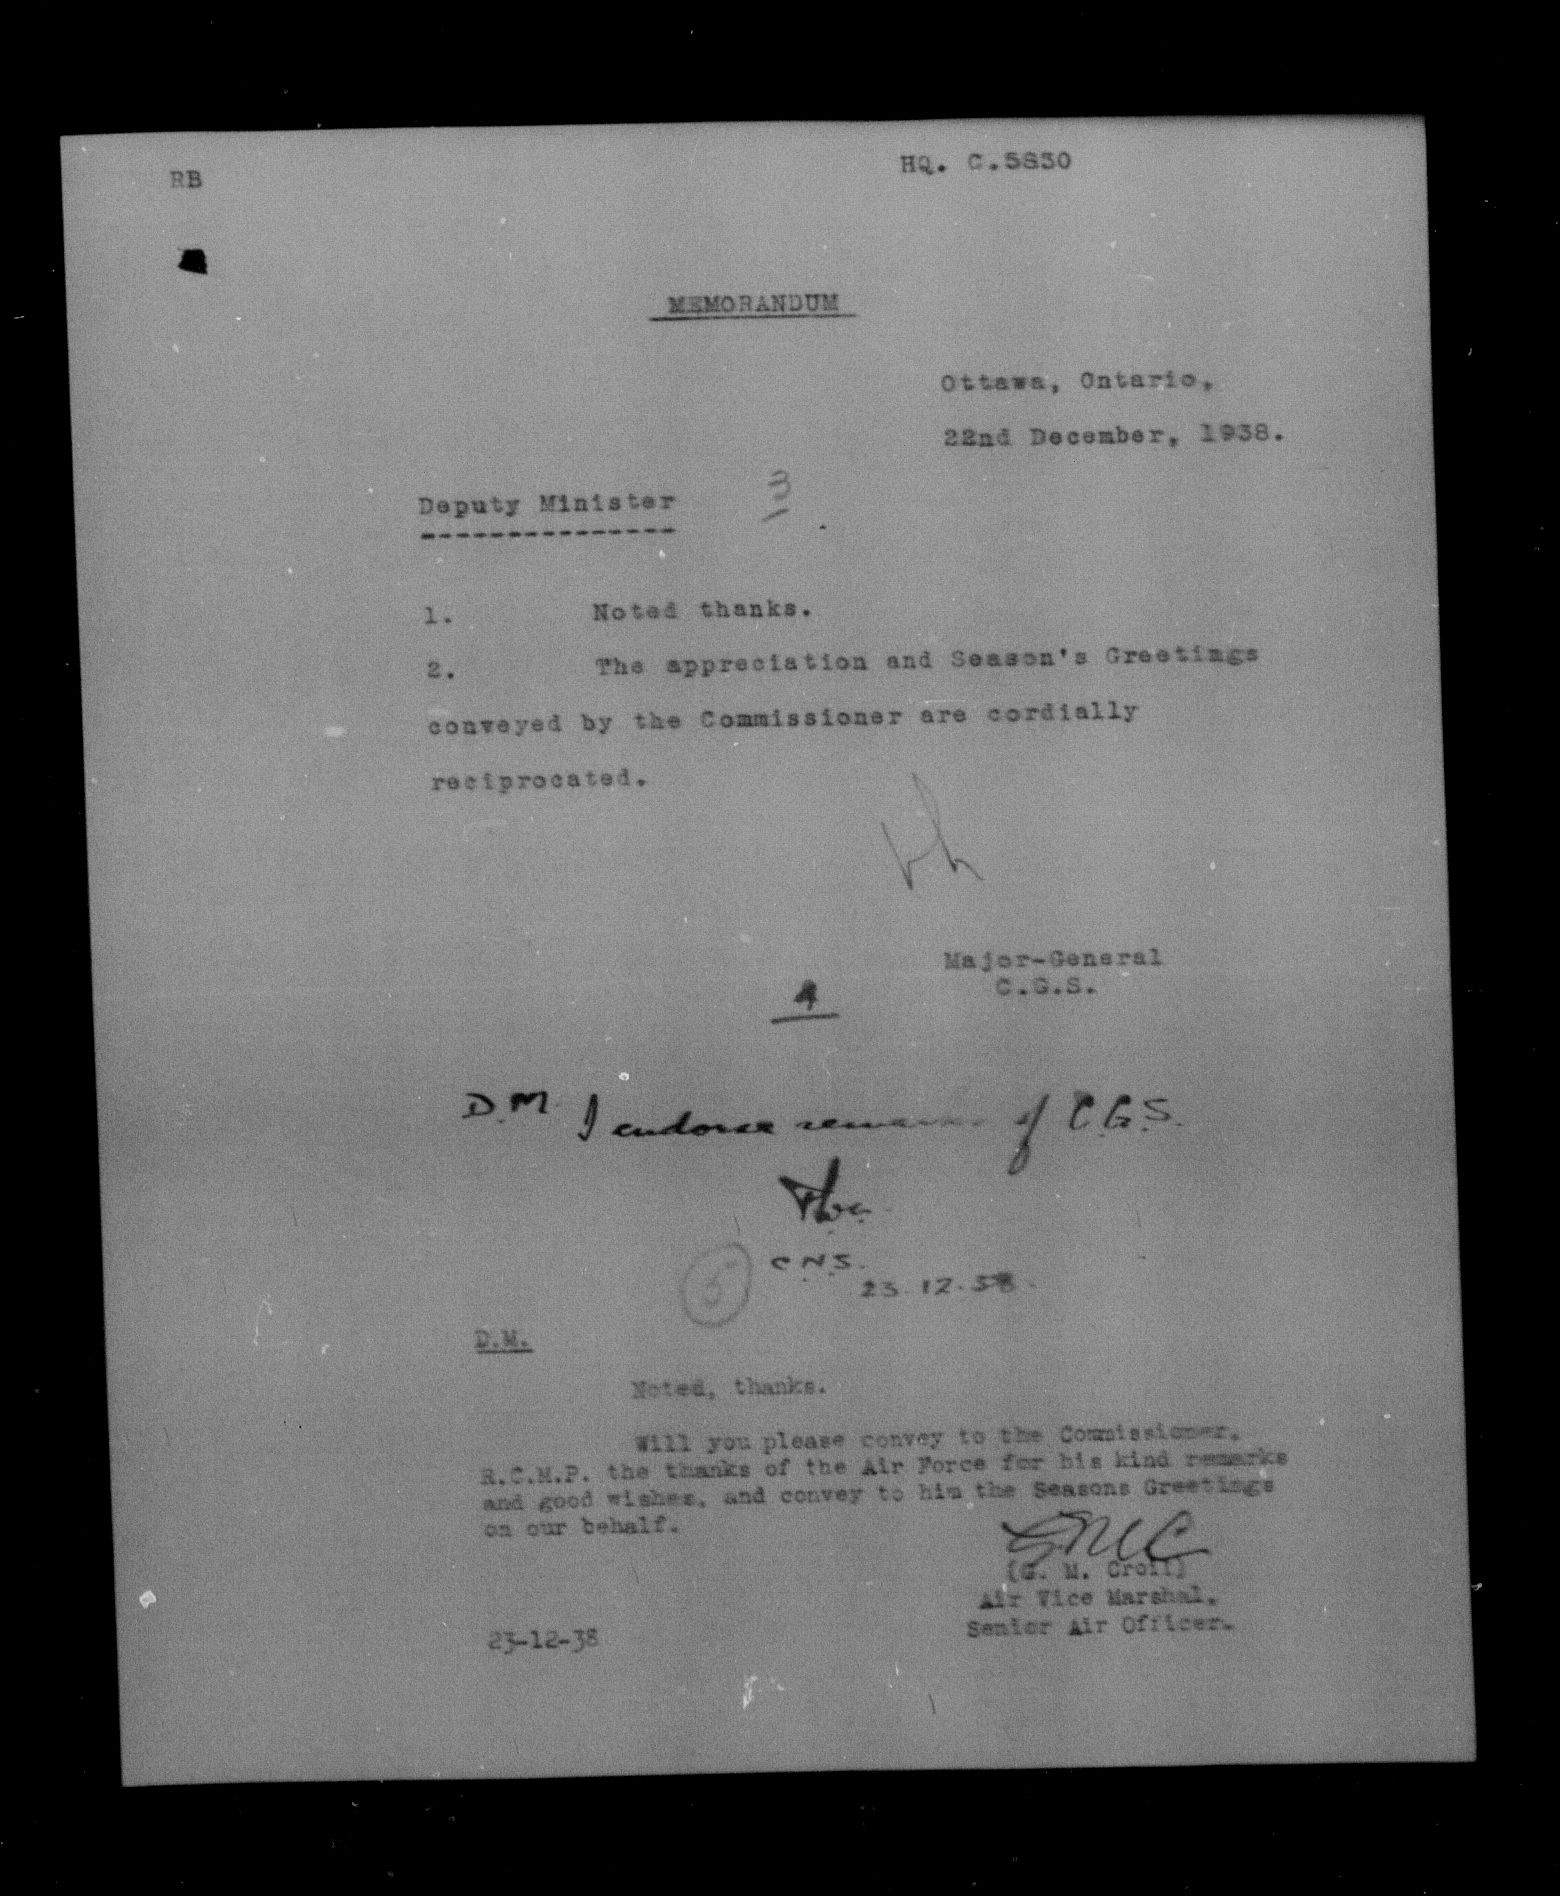 RB
HQ. C.5830
MEMORANDUM
Ottawa, Ontario,
22nd December, 1938.
Deputy Minister
3
1. Noted thanks.
2. The appreciation and Season's Greetings
conveyed by the Commissioner are cordially
reciprocated.
Major-General
C.G.S.
4
D.M. I endorse remarks of C.G.S.
C.N.S.
23.12.38.
5
D.M.
Noted, thanks.
Will you please convey to the Commissioner,
R.C.M.P. the thanks of the Air Force for his kind remarks
and good wishes, and convey to him the Seasons Greetings
on our behalf.
GMC
(G. M. Croil)
Air Vice Marshal,
Senior Air Officer.
23-12-38